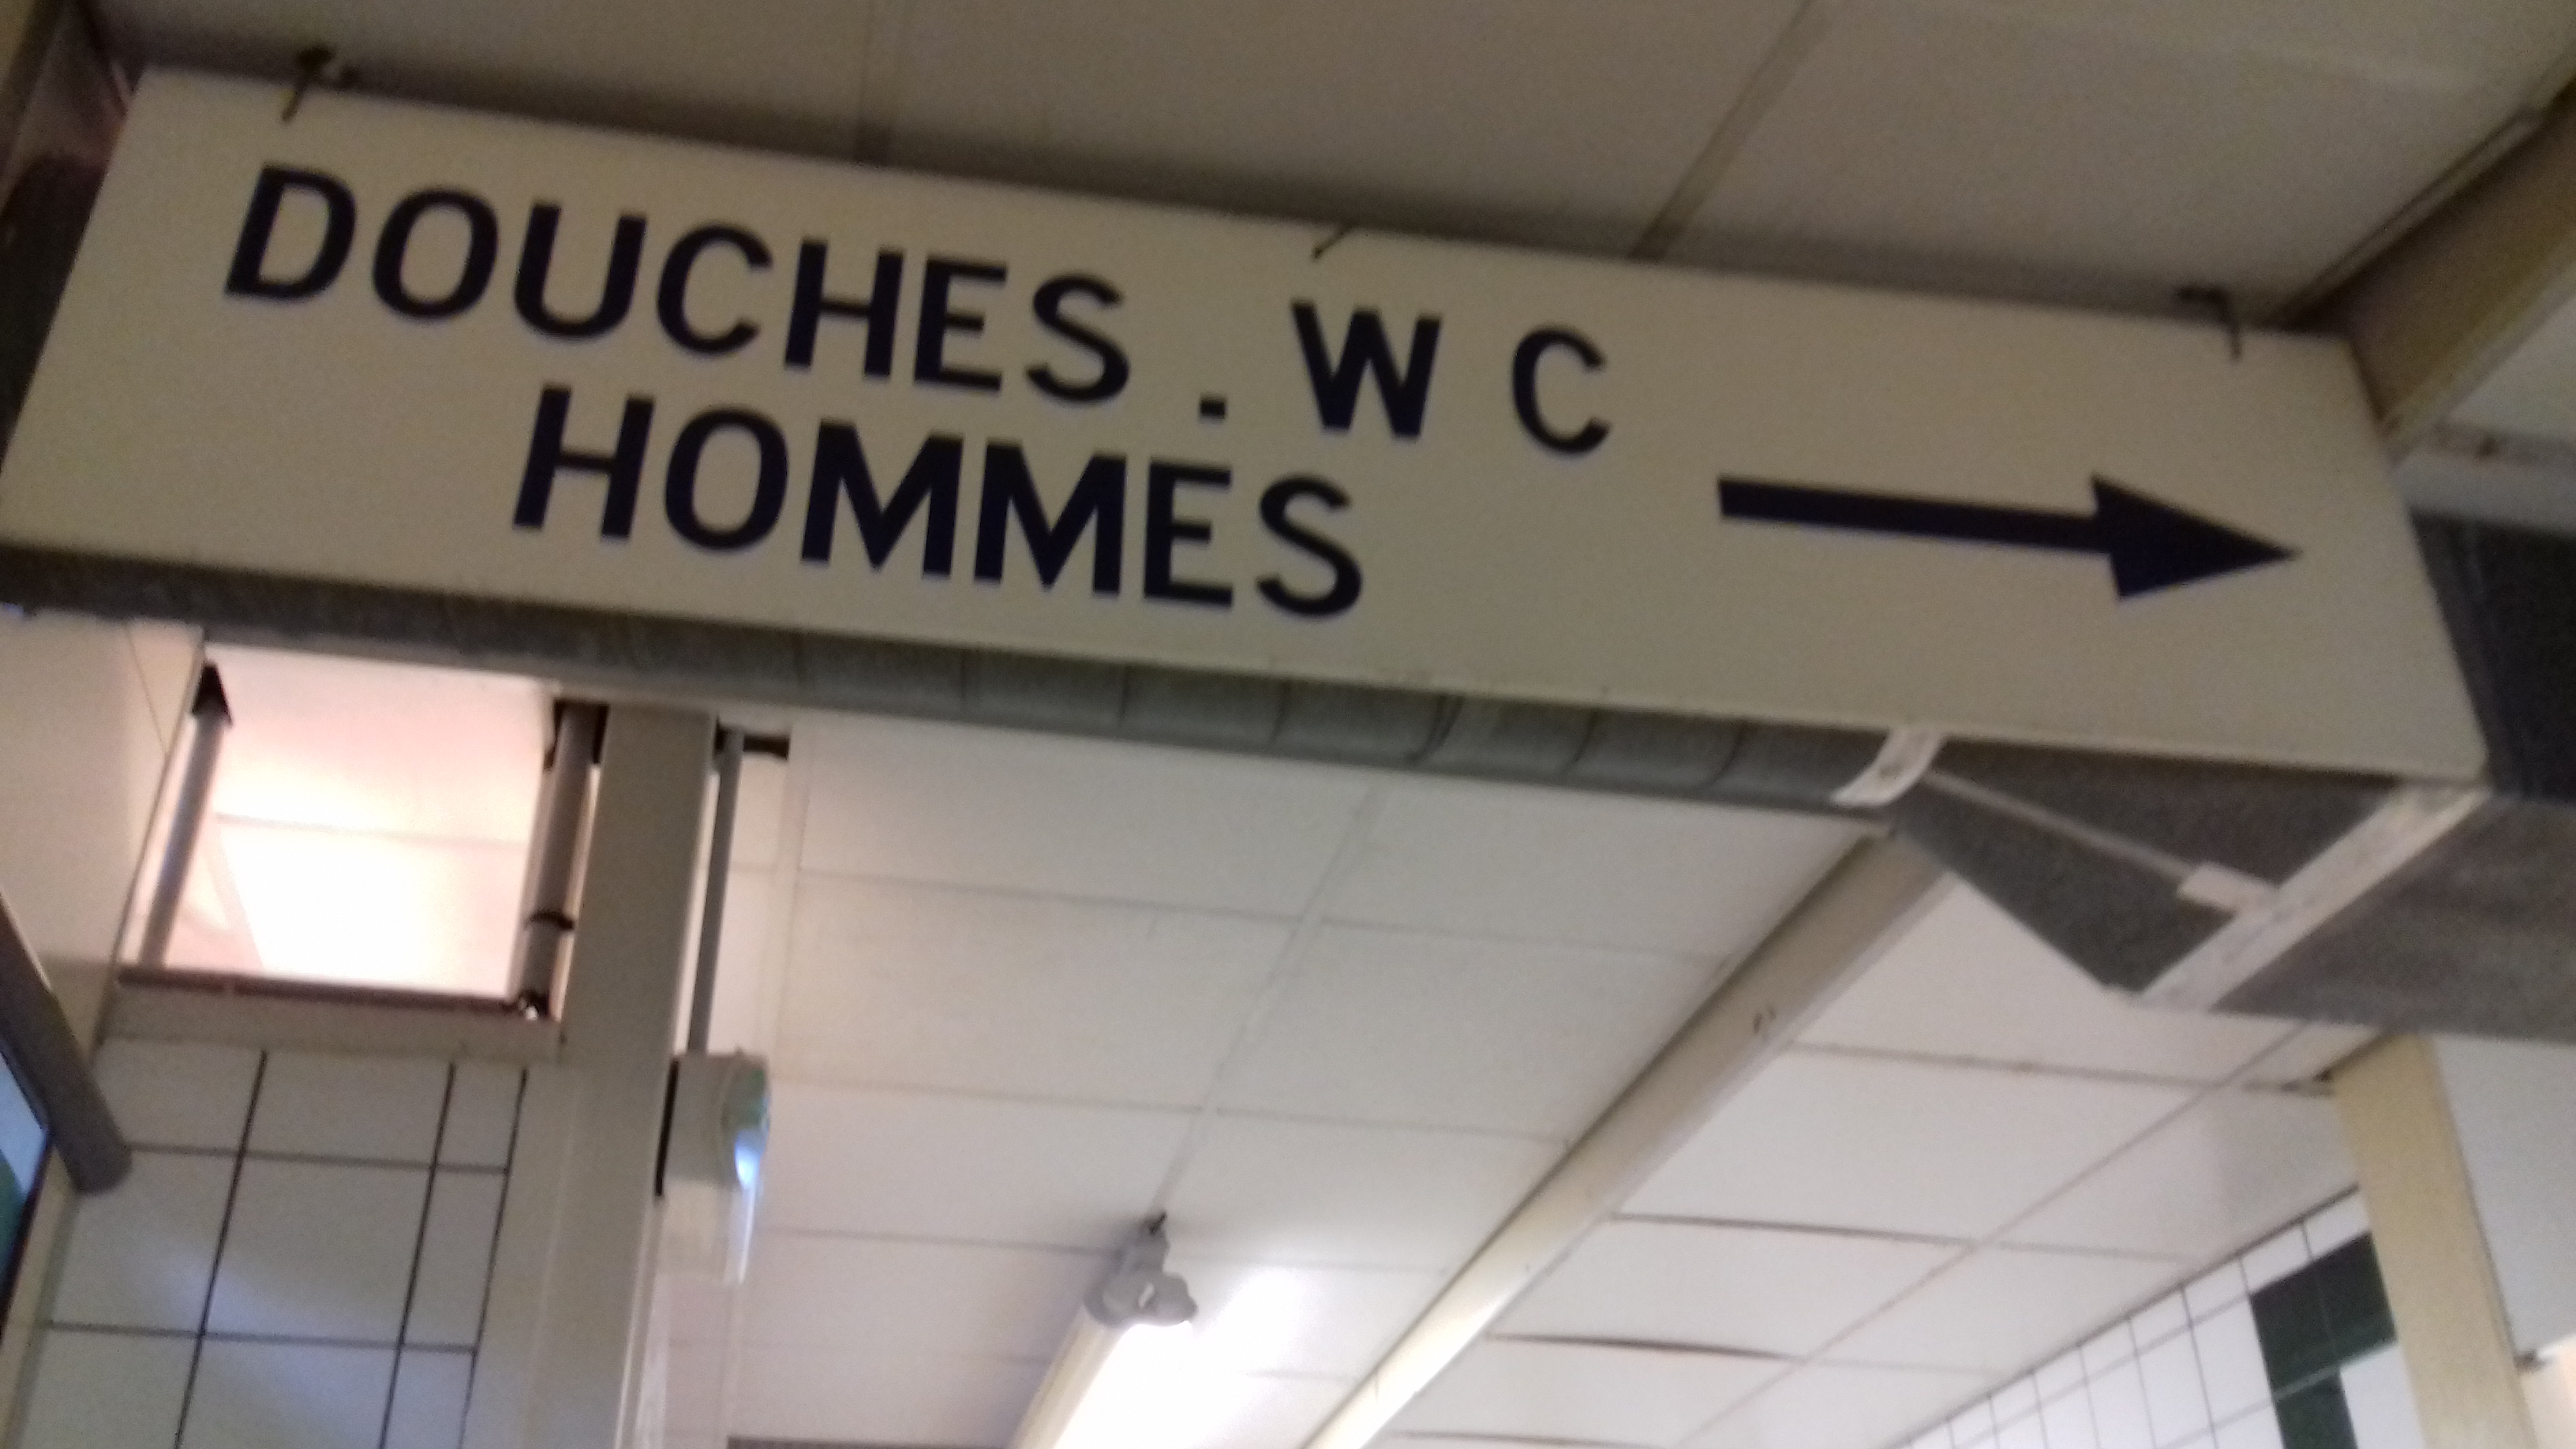 DOUCHES . W C
HOMMES